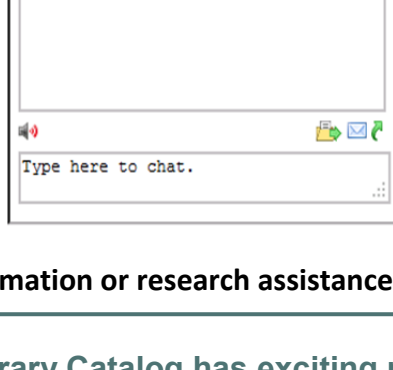 Type here to chat.
mation or research assistance
rary Catalog has exciting